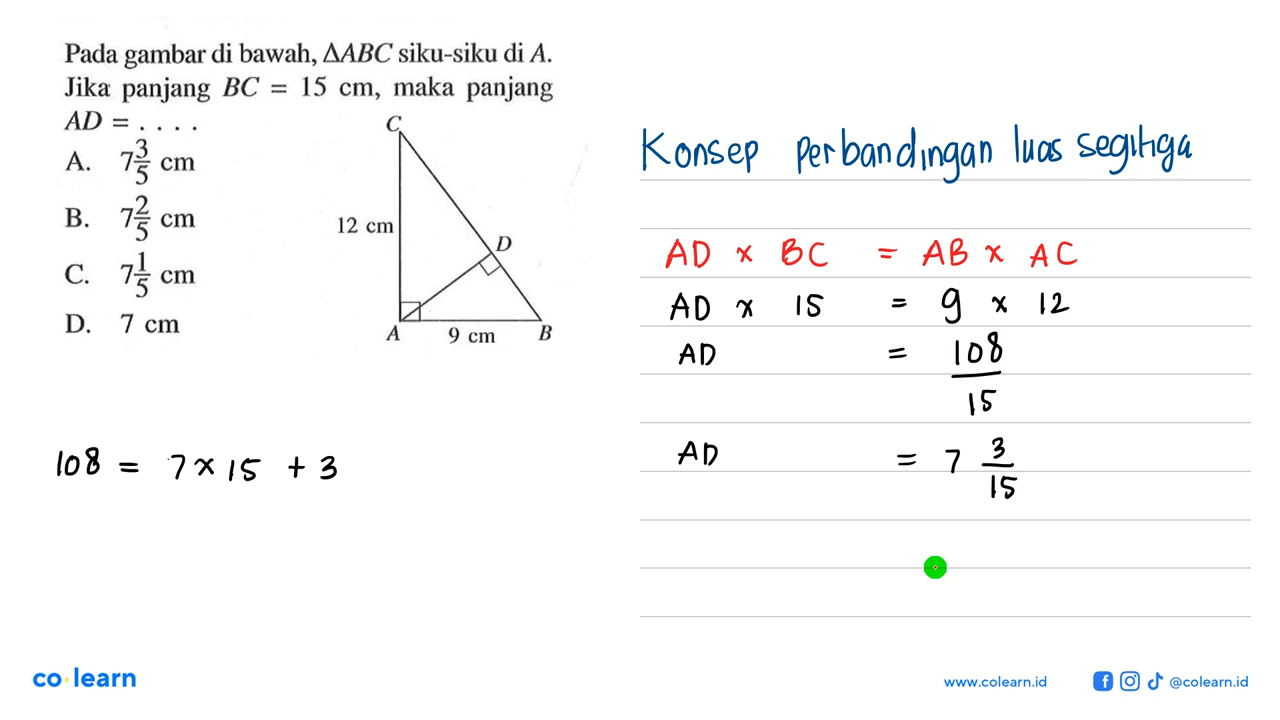 Pada gambar di bawah, ΔABC siku-siku di A.
Jika panjang BC = 15 cm, maka panjang
AD = . . . .
A. 7 3/5 cm
B. 7 2/5 cm
C. 7 1/5 cm
D. 7 cm
C
12 cm
D
A
9 cm
B
108 = 7 x 15 + 3
Konsep perbandingan luas segitiga
AD x BC = AB x AC
AD x 15 = 9 x 12
AD = 108/15
AD = 7 3/15
co·learn
www.colearn.id
@colearn.id